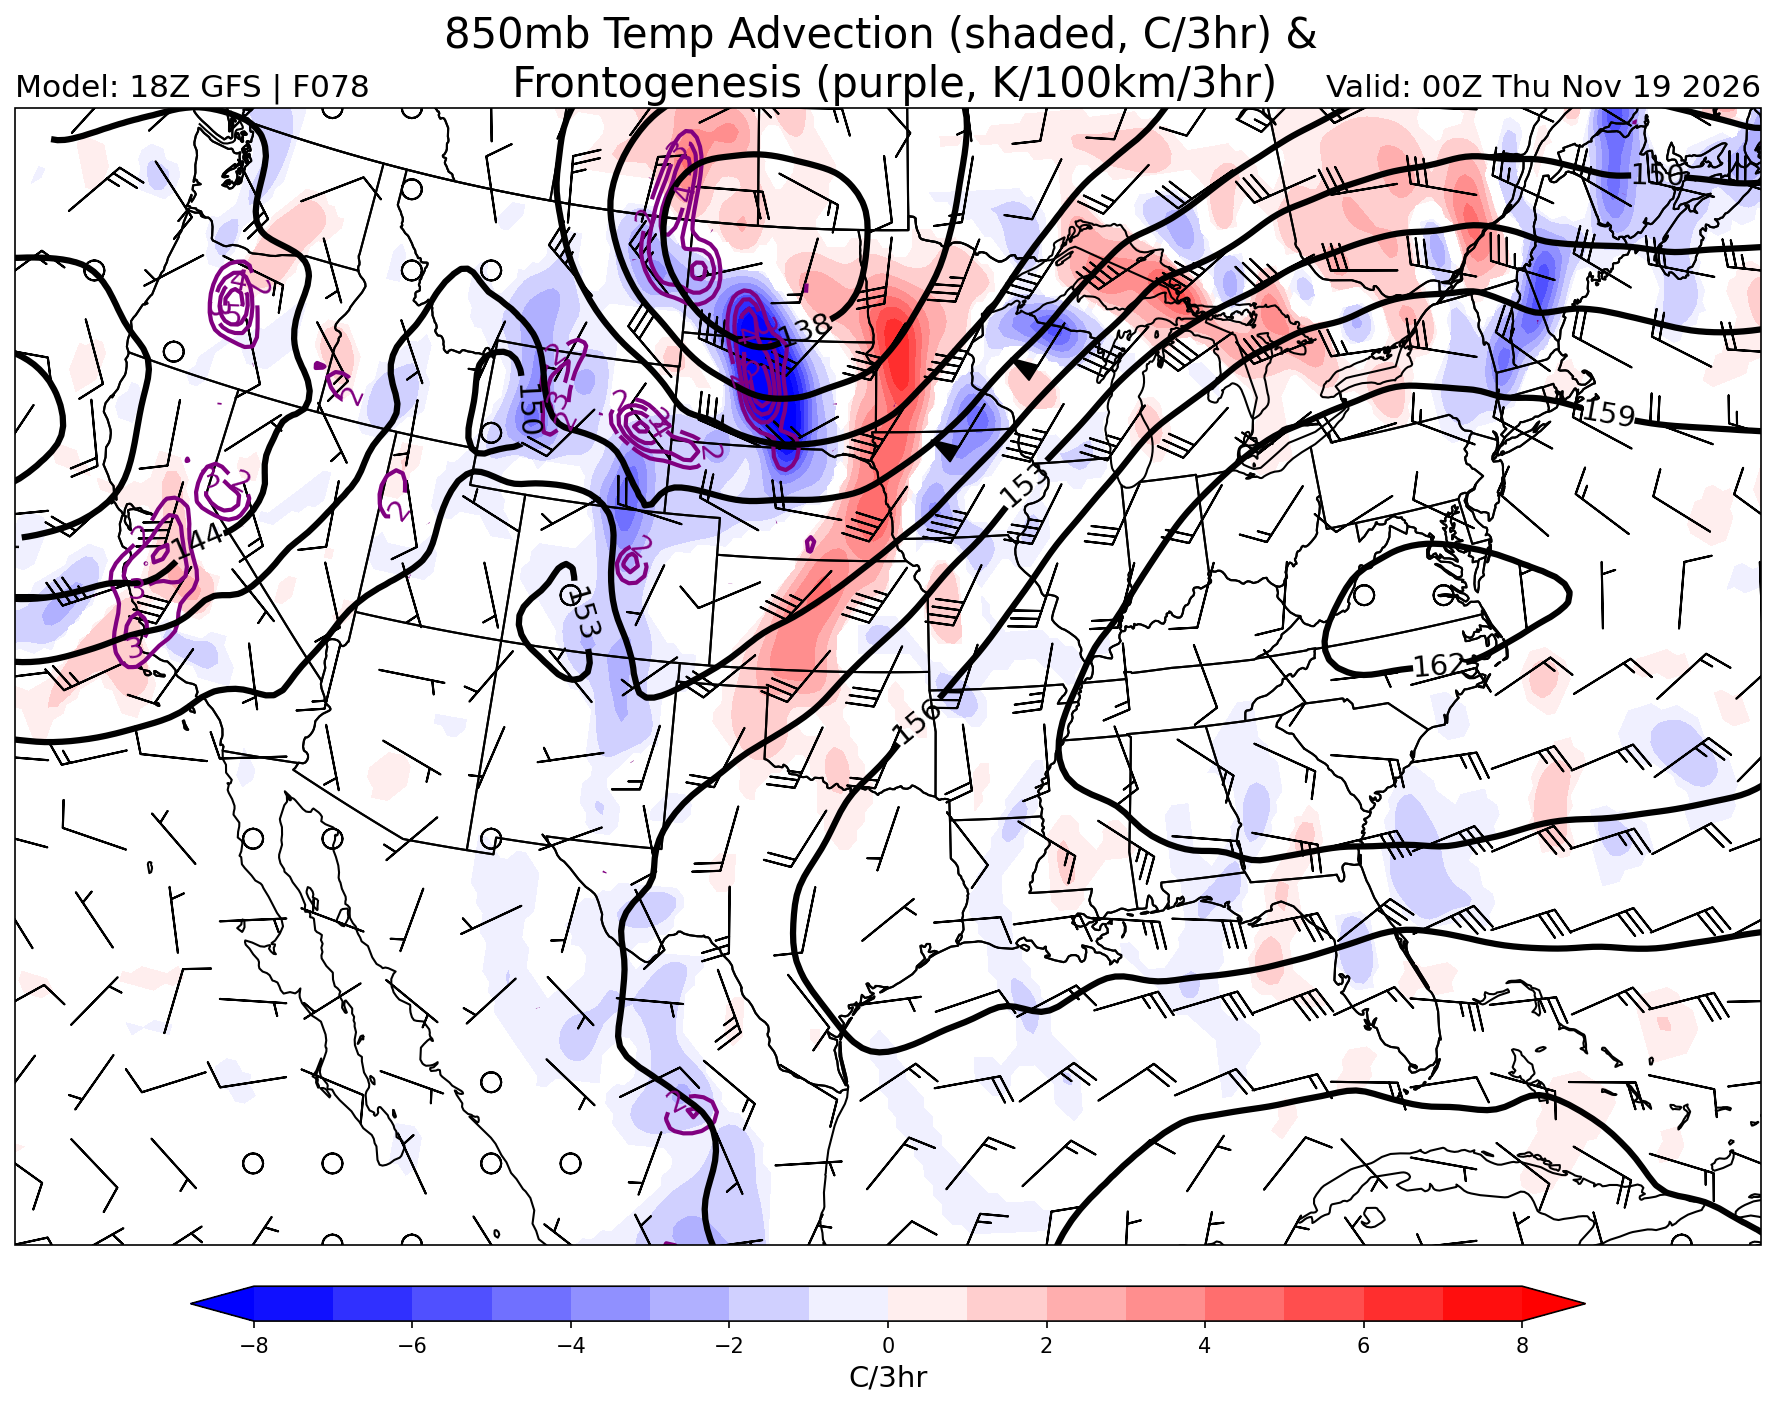 850mb Temp Advection (shaded, C/3hr) &
Frontogenesis (purple, K/100km/3hr)
Model: 18Z GFS | F078
Valid: 00Z Thu Nov 19 2026
150
138
150
159
153
144
153
162
156
−8 −6 −4 −2 0 2 4 6 8
C/3hr